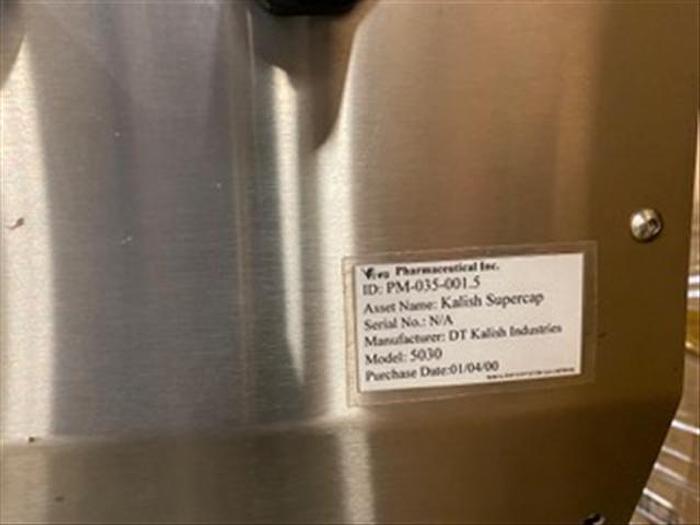 Pharmaceutical Inc.
ID: PM-035-001.5
Asset Name: Kalish Supercap
Serial No.: N/A
Manufacturer: DT Kalish Industries
Model: 5030
Purchase Date:01/04/00